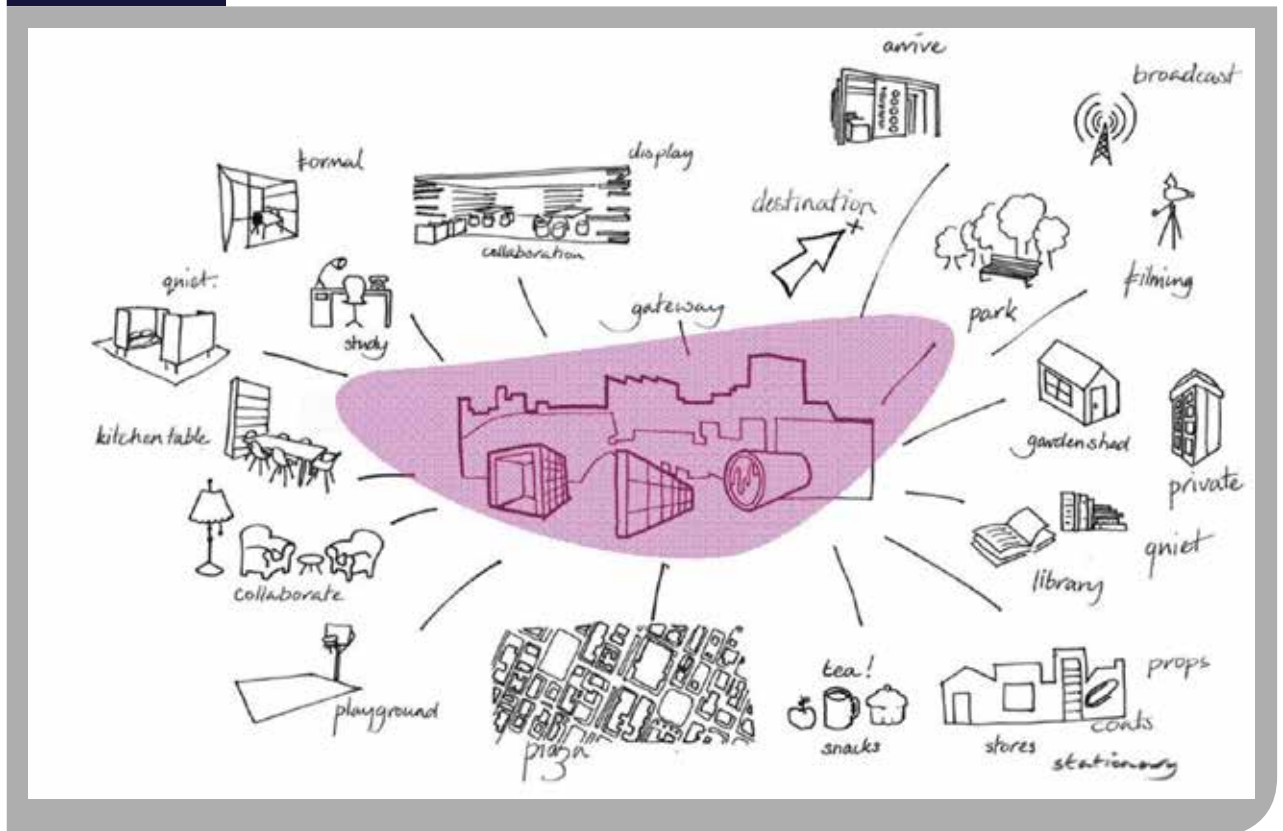 arrive
broadcast
formal
display
destination
collaboration
quiet.
filming
gateway
park
study
kitchen table
garden shed
private
quiet
library
collaborate
tea!
props
playground
coats
plaza
snacks
stores
stationary